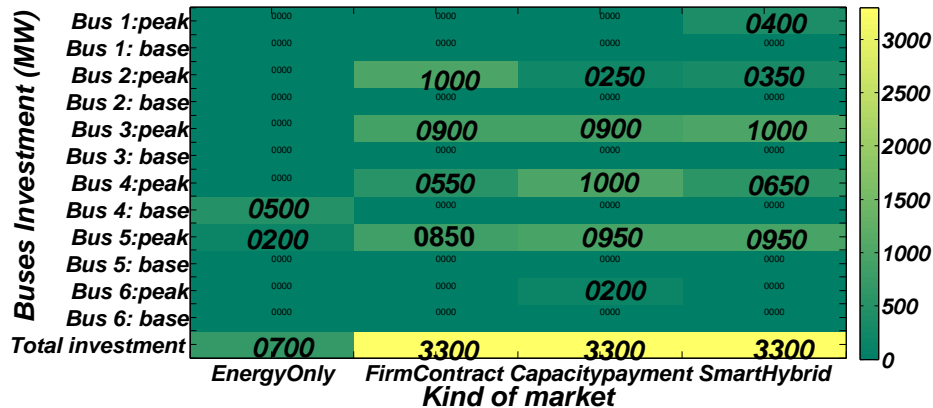 Buses Investment (MW)
Bus 1:peak 0000 0000 0000 0400
Bus 1: base 0000 0000 0000 0000
Bus 2:peak 0000 1000 0250 0350
Bus 2: base 0000 0000 0000 0000
Bus 3:peak 0000 0900 0900 1000
Bus 3: base 0000 0000 0000 0000
Bus 4:peak 0000 0550 1000 0650
Bus 4: base 0500 0000 0000 0000
Bus 5:peak 0200 0850 0950 0950
Bus 5: base 0000 0000 0000 0000
Bus 6:peak 0000 0000 0200 0000
Bus 6: base 0000 0000 0000 0000
Total investment 0700 3300 3300 3300
EnergyOnly FirmContract Capacitypayment SmartHybrid
Kind of market
3000
2500
2000
1500
1000
500
0